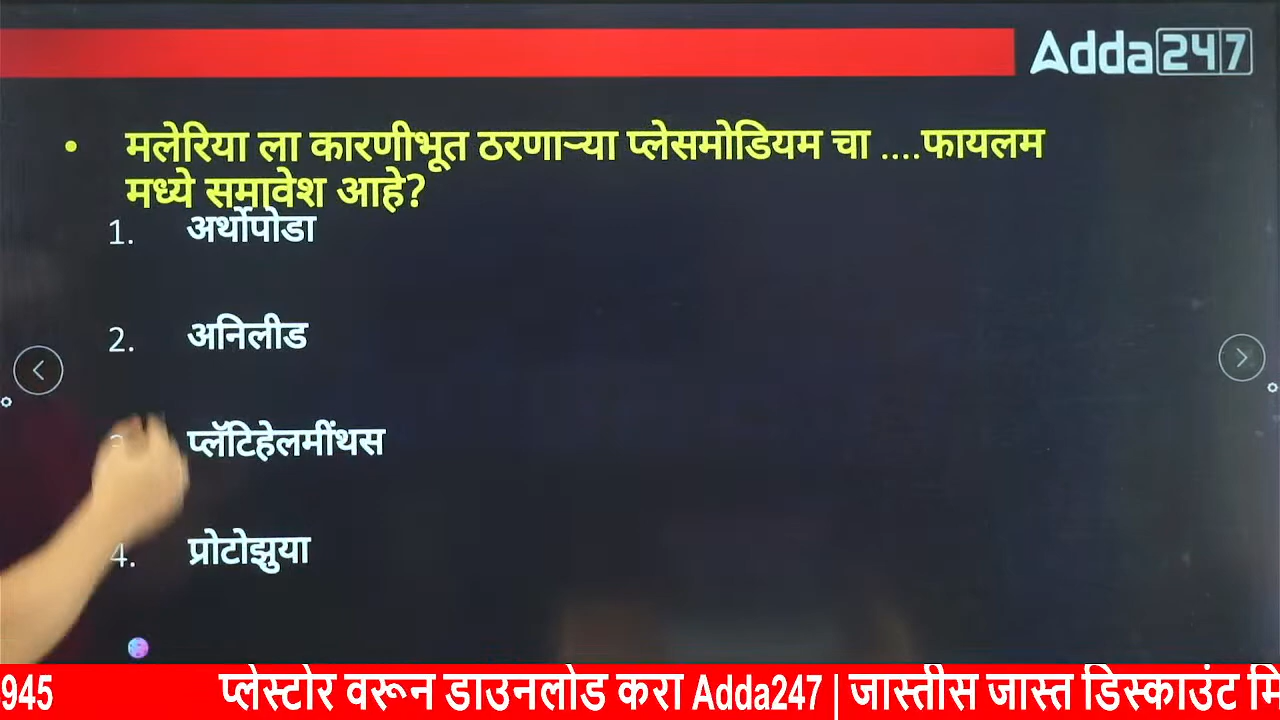 Adda247
• मलेरिया ला कारणीभूत ठरणाऱ्या प्लेसमोडियम चा ....फायलम
मध्ये समावेश आहे?
1. अर्थोपोडा
2. अनिलीड
प्लॅटिहेलमींथस
4. प्रोटोझुया
945 प्लेस्टोर वरून डाउनलोड करा Adda247 | जास्तीस जास्त डिस्काउंट